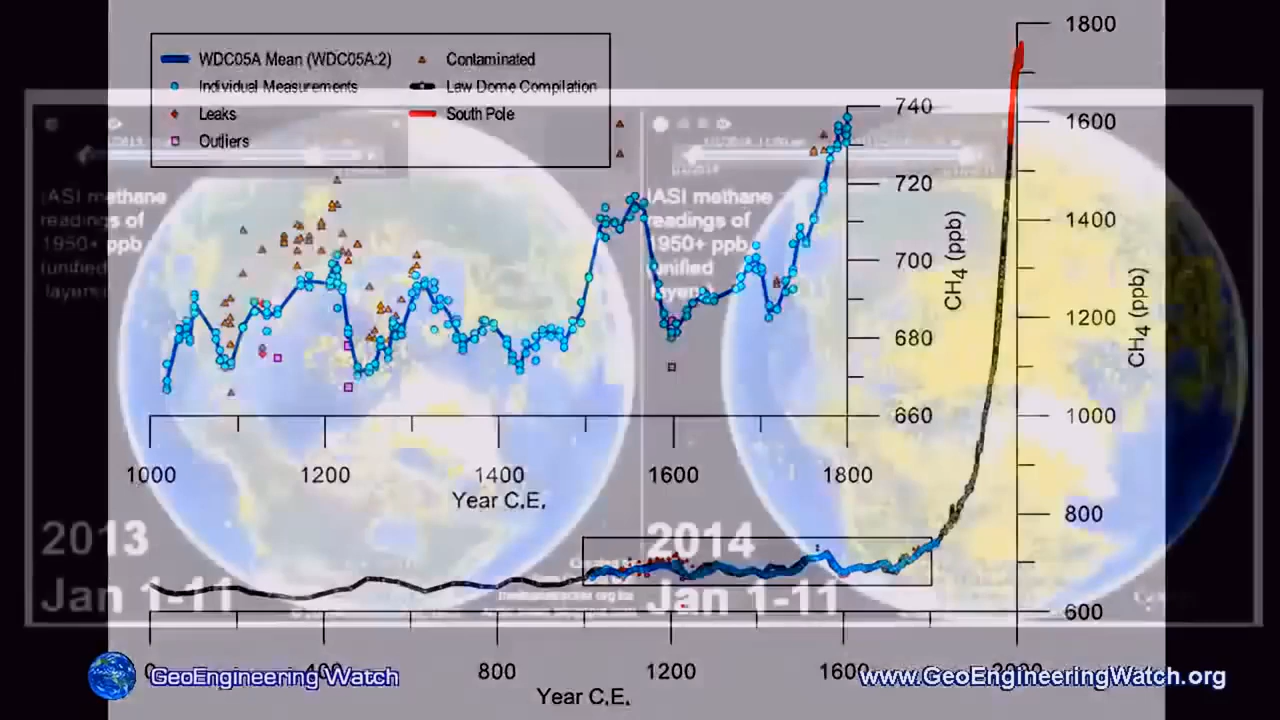 WDC05A Mean (WDC05A:2)
Individual Measurements
Leaks
Outliers
Contaminated
Law Dome Compilation
South Pole
1800
1600
1400
1200
1000
800
600
CH4 (ppb)
740
720
700
680
660
CH4 (ppb)
IASI methane
readings of
1950+ ppb
(unified
layers)
IASI methane
readings of
1950+ ppb
(unified
layers)
1000
1200
1400
1600
1800
Year C.E.
2013
Jan 1-11
2014
Jan 1-11
0
400
800
1200
1600
2000
Year C.E.
GeoEngineering Watch
www.GeoEngineeringWatch.org